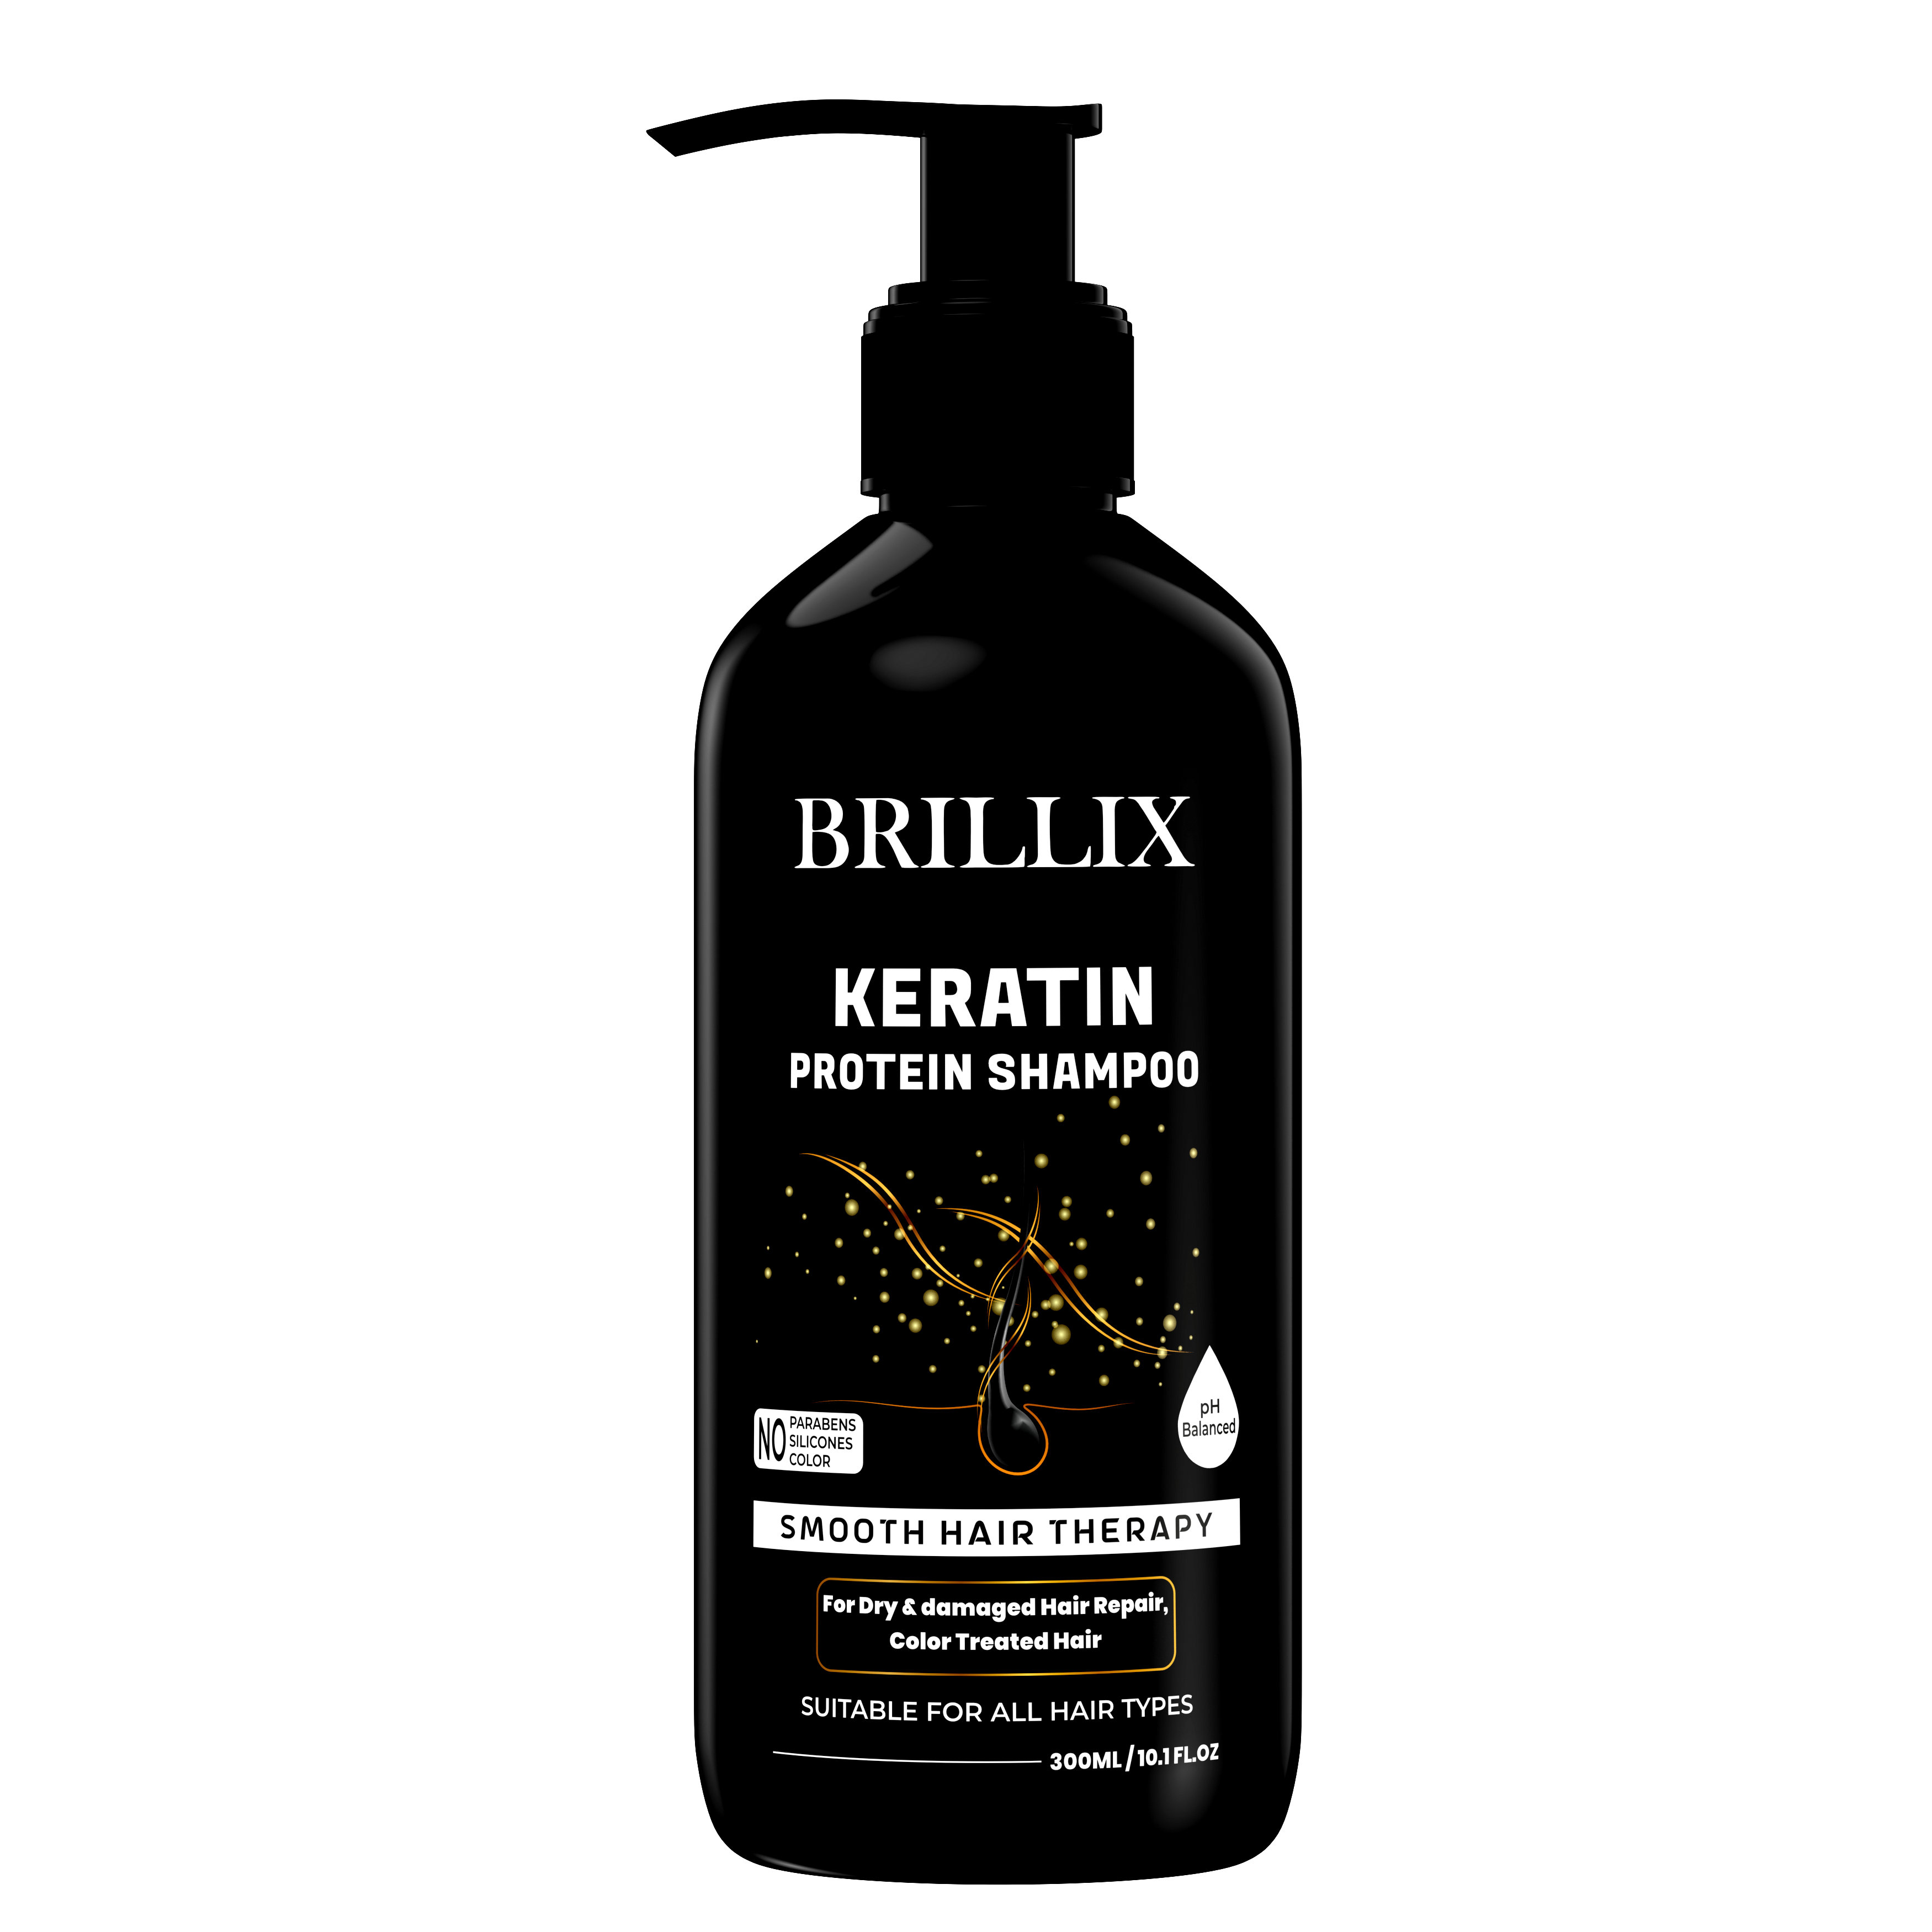 BRILLIX
KERATIN
PROTEIN SHAMPOO
pH
Balanced
NO
PARABENS
SILICONES
COLOR
SMOOTH HAIR THERAPY
For Dry & damaged Hair Repair,
Color Treated Hair
SUITABLE FOR ALL HAIR TYPES
300ML / 10.1 FL.OZ